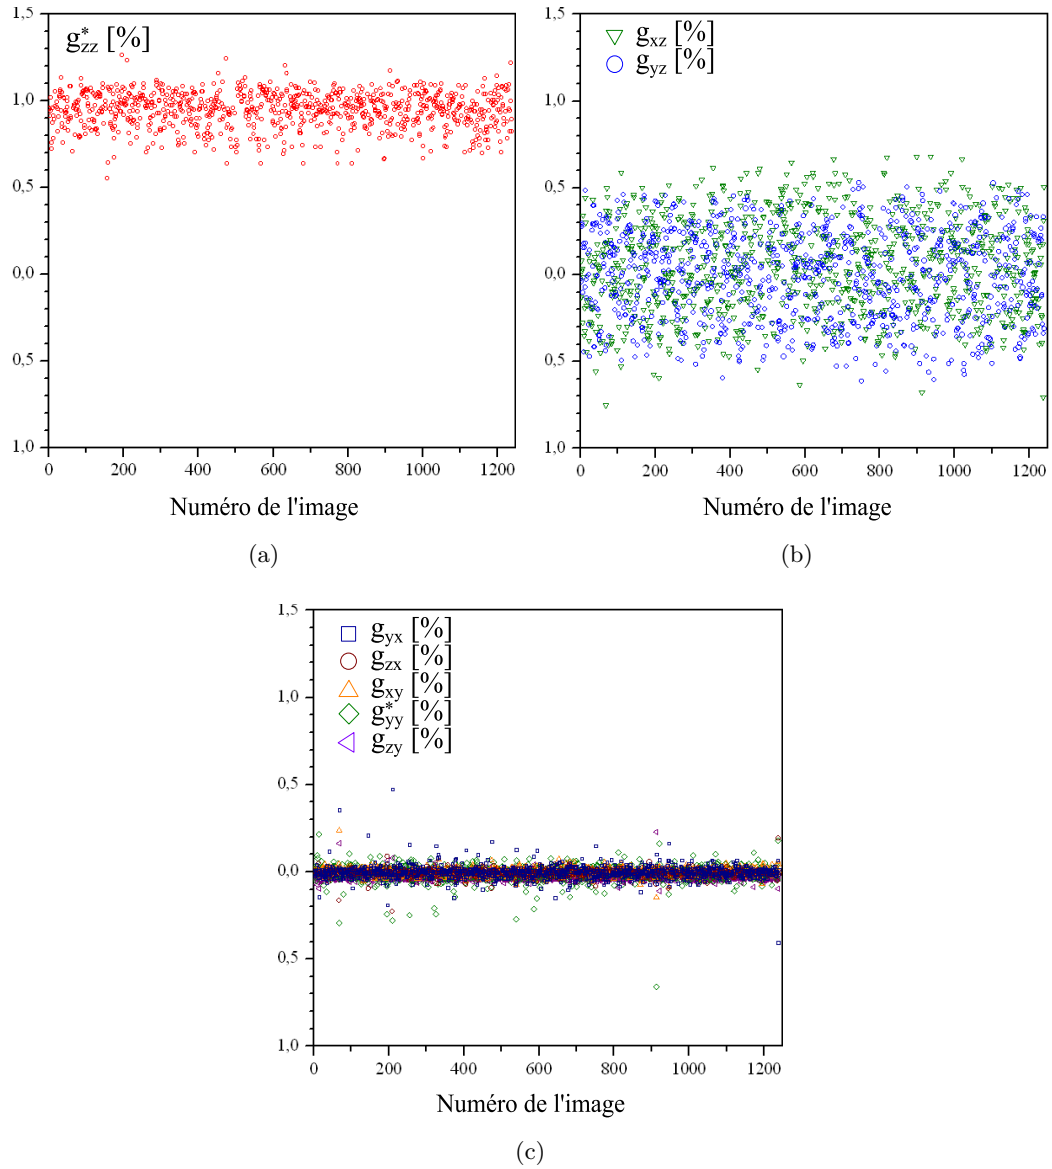 1,5
g*zz [%]
1,0
0,5
0,0
0,5
1,0
0 200 400 600 800 1000 1200
Numéro de l'image
(a)
1,5
gxz [%]
gyz [%]
1,0
0,5
0,0
0,5
1,0
0 200 400 600 800 1000 1200
Numéro de l'image
(b)
1,5
gyx [%]
gzx [%]
gxy [%]
g*yy [%]
gzy [%]
1,0
0,5
0,0
0,5
1,0
0 200 400 600 800 1000 1200
Numéro de l'image
(c)